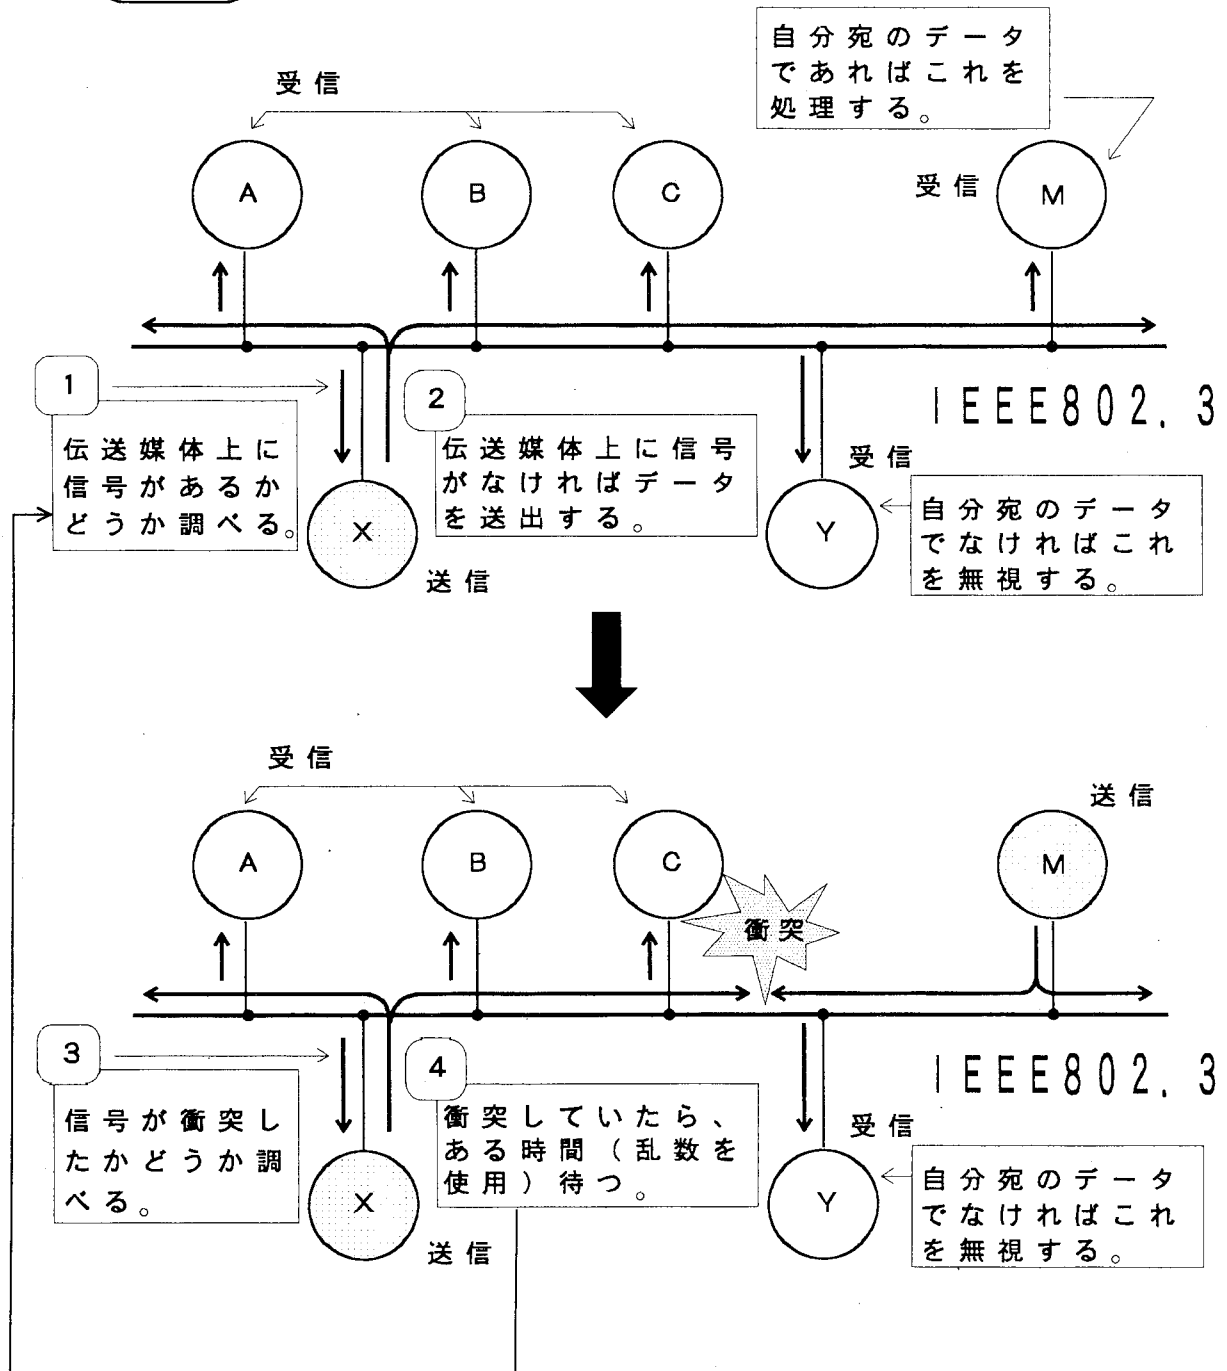 自分宛のデータ
であればこれを
処理する。
受信
A
B
C
受信
M
1
伝送媒体上に
信号があるか
どうか調べる。
2
伝送媒体上に信号
がなければデータ
を送出する。
IEEE802.3
X
送信
受信
Y
自分宛のデータ
でなければこれ
を無視する。
受信
送信
A
B
C
M
衝突
3
信号が衝突し
たかどうか調
べる。
4
衝突していたら、
ある時間(乱数を
使用)待つ。
IEEE802.3
X
送信
受信
Y
自分宛のデータ
でなければこれ
を無視する。